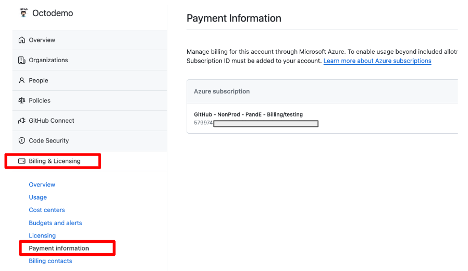 Octodemo
Overview
Organizations
People
Policies
GitHub Connect
Code Security
Billing & Licensing
Overview
Usage
Cost centers
Budgets and alerts
Licensing
Payment information
Billing contacts
Payment Information
Manage billing for this account through Microsoft Azure. To enable usage beyond included allot
Subscription ID must be added to your account. Learn more about Azure subscriptions
Azure subscription
GitHub - NonProd - PandE - Billing/testing